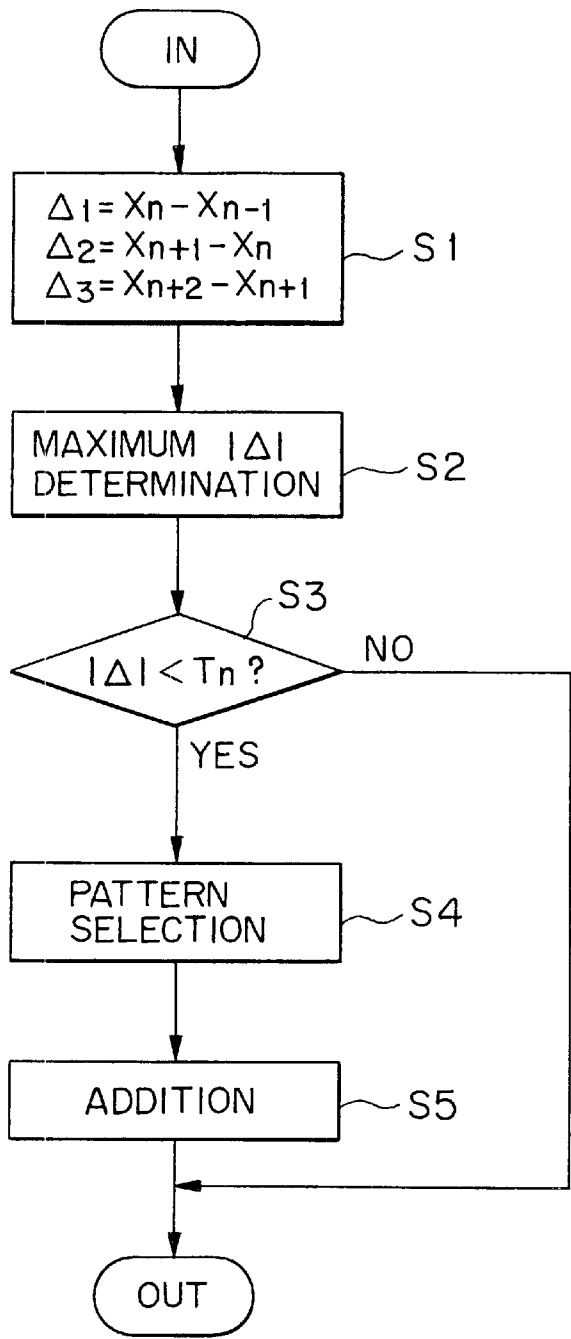 IN
Δ1 = Xn − Xn−1
Δ2 = Xn+1 − Xn
Δ3 = Xn+2 − Xn+1
S1
MAXIMUM |Δ|
DETERMINATION
S2
S3
|Δ| < Tn ?
NO
YES
PATTERN
SELECTION
S4
ADDITION
S5
OUT